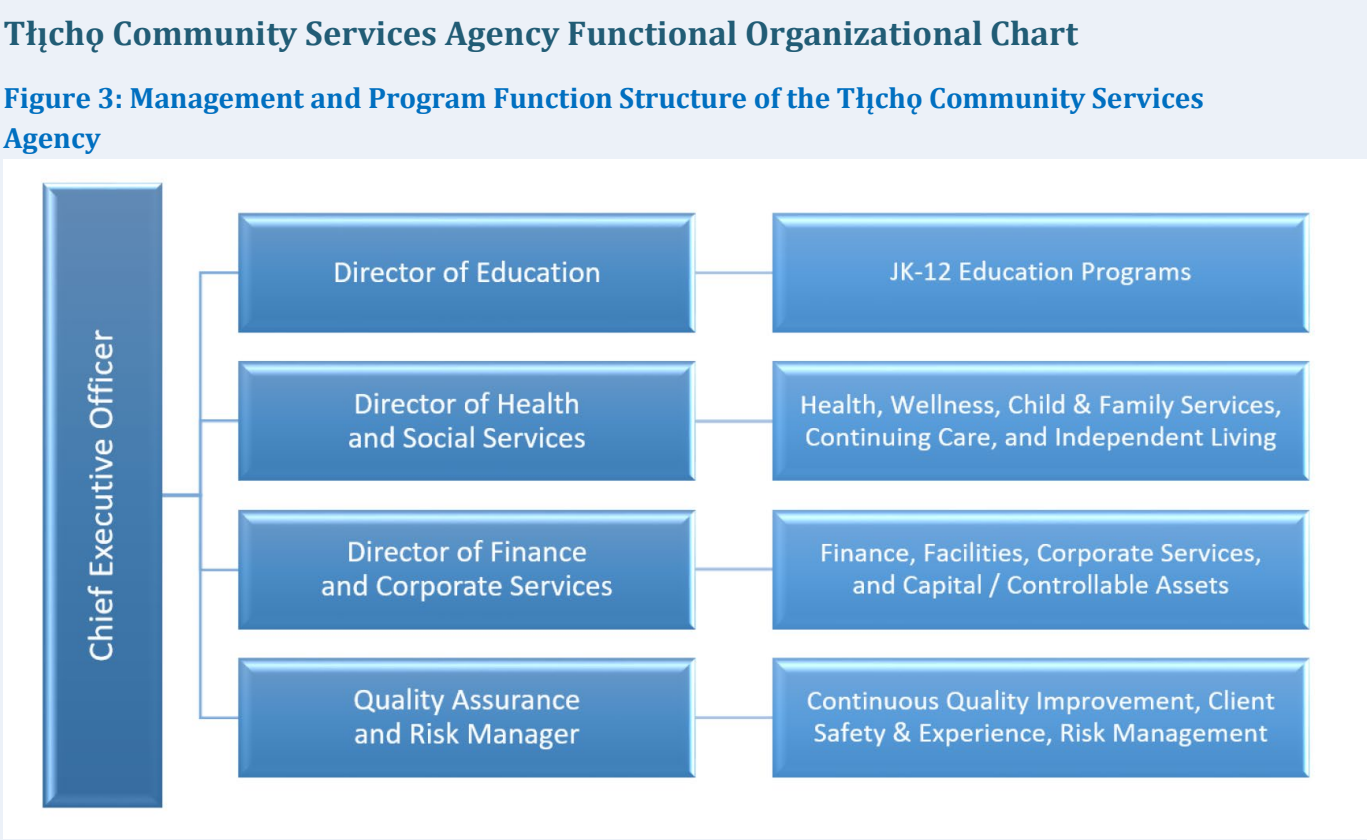 Tłı̨chǫ Community Services Agency Functional Organizational Chart
Figure 3: Management and Program Function Structure of the Tłı̨chǫ Community Services
Agency
Chief Executive Officer
Director of Education
JK-12 Education Programs
Director of Health
and Social Services
Health, Wellness, Child & Family Services,
Continuing Care, and Independent Living
Director of Finance
and Corporate Services
Finance, Facilities, Corporate Services,
and Capital / Controllable Assets
Quality Assurance
and Risk Manager
Continuous Quality Improvement, Client
Safety & Experience, Risk Management